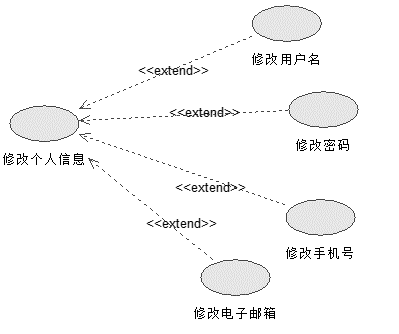 修改用户名
<<extend>>
<<extend>>
修改密码
修改个人信息
<<extend>>
<<extend>>
修改手机号
修改电子邮箱